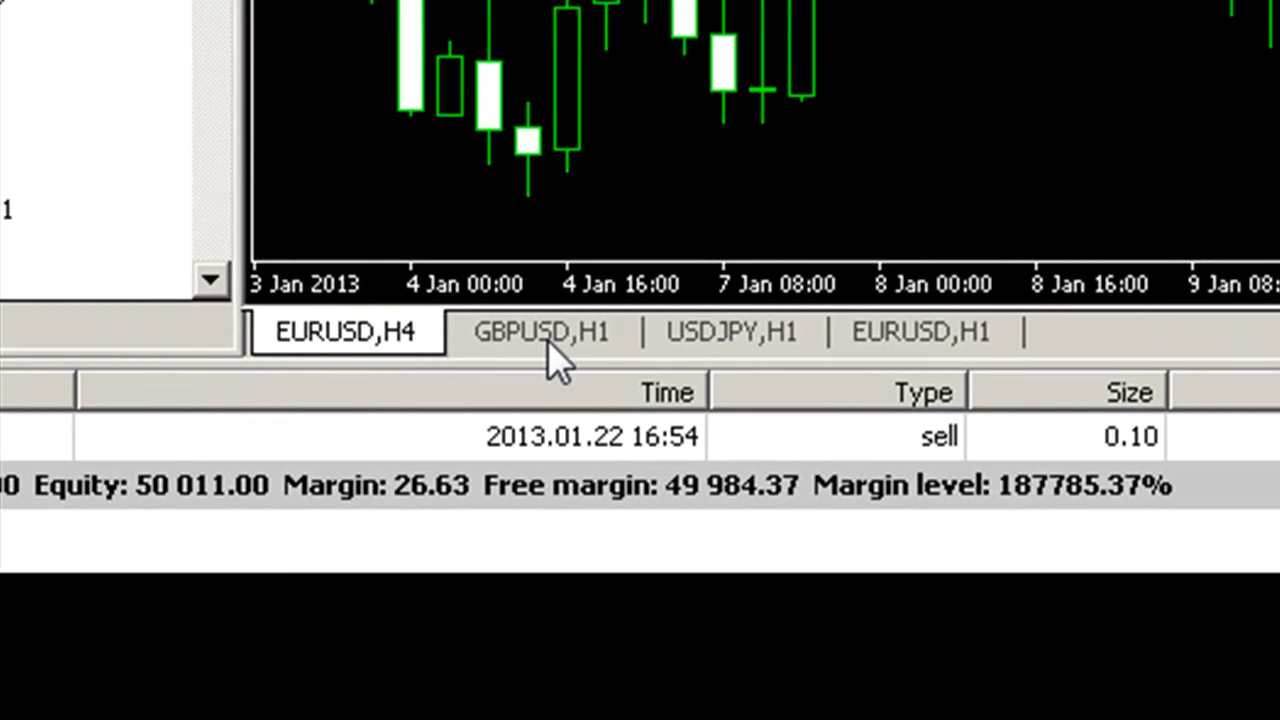 1
3 Jan 2013 4 Jan 00:00 4 Jan 16:00 7 Jan 08:00 8 Jan 00:00 8 Jan 16:00 9 Jan 08:
EURUSD,H4 GBPUSD,H1 | USDJPY,H1 | EURUSD,H1 |
Time Type Size
2013.01.22 16:54 sell 0.10
0 Equity: 50 011.00 Margin: 26.63 Free margin: 49 984.37 Margin level: 187785.37%